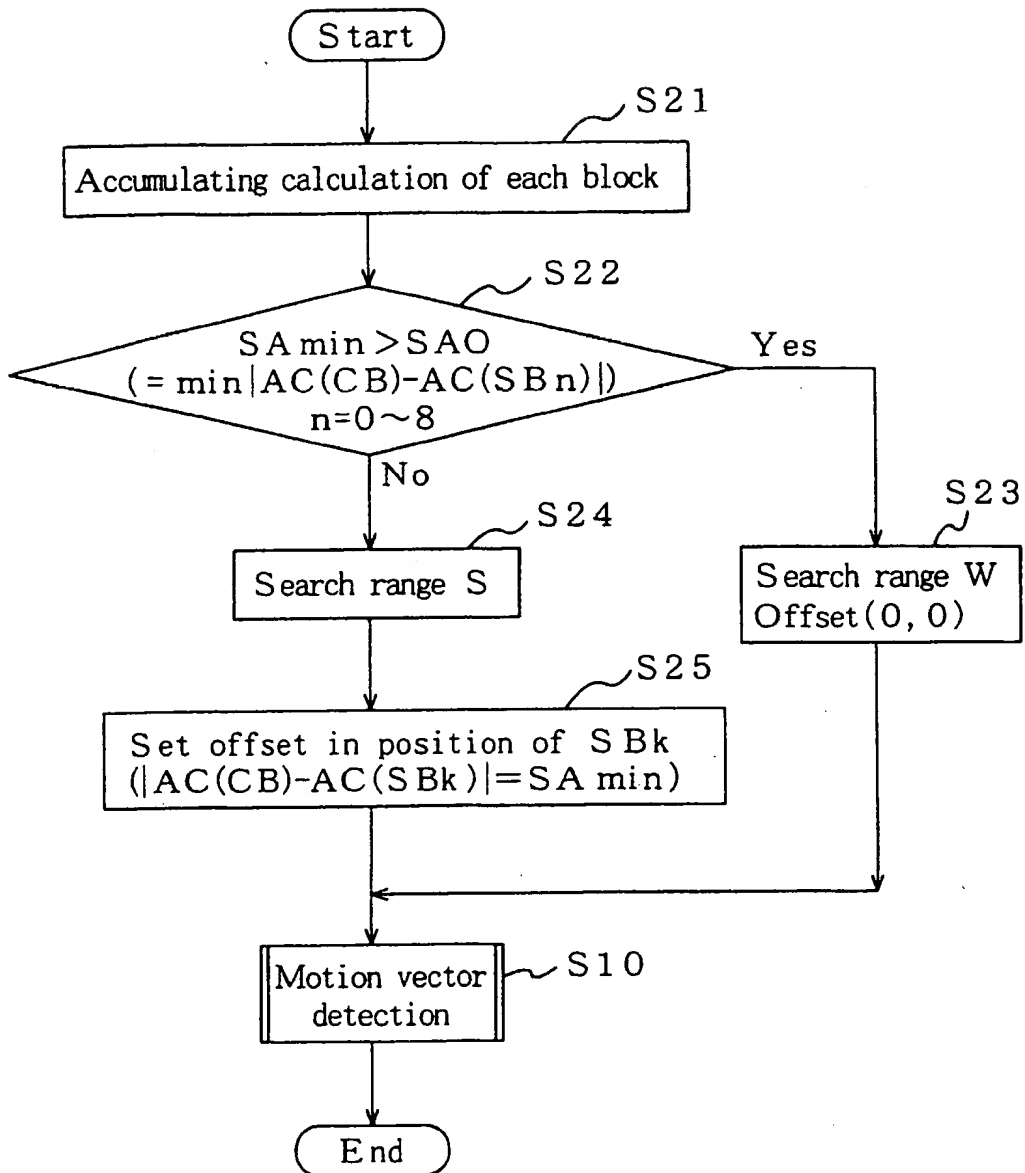 Start
S21
Accumulating calculation of each block
S22
SAmin>SAO
(=min|AC(CB)-AC(SBn)|)
n=0~8
Yes
No
S23
S24
Search range S
Search range W
Offset(0,0)
S25
Set offset in position of SBk
(|AC(CB)-AC(SBk)|=SAmin)
S10
Motion vector
detection
End